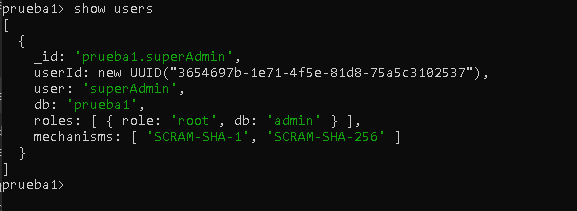 prueba1> show users
[
  {
    _id: 'prueba1.superAdmin',
    userId: new UUID("3654697b-1e71-4f5e-81d8-75a5c3102537"),
    user: 'superAdmin',
    db: 'prueba1',
    roles: [ { role: 'root', db: 'admin' } ],
    mechanisms: [ 'SCRAM-SHA-1', 'SCRAM-SHA-256' ]
  }
]
prueba1>